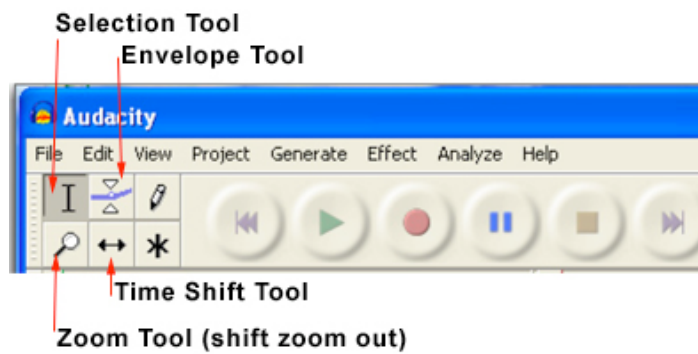 Selection Tool
Envelope Tool
Audacity
File Edit View Project Generate Effect Analyze Help
Time Shift Tool
Zoom Tool (shift zoom out)